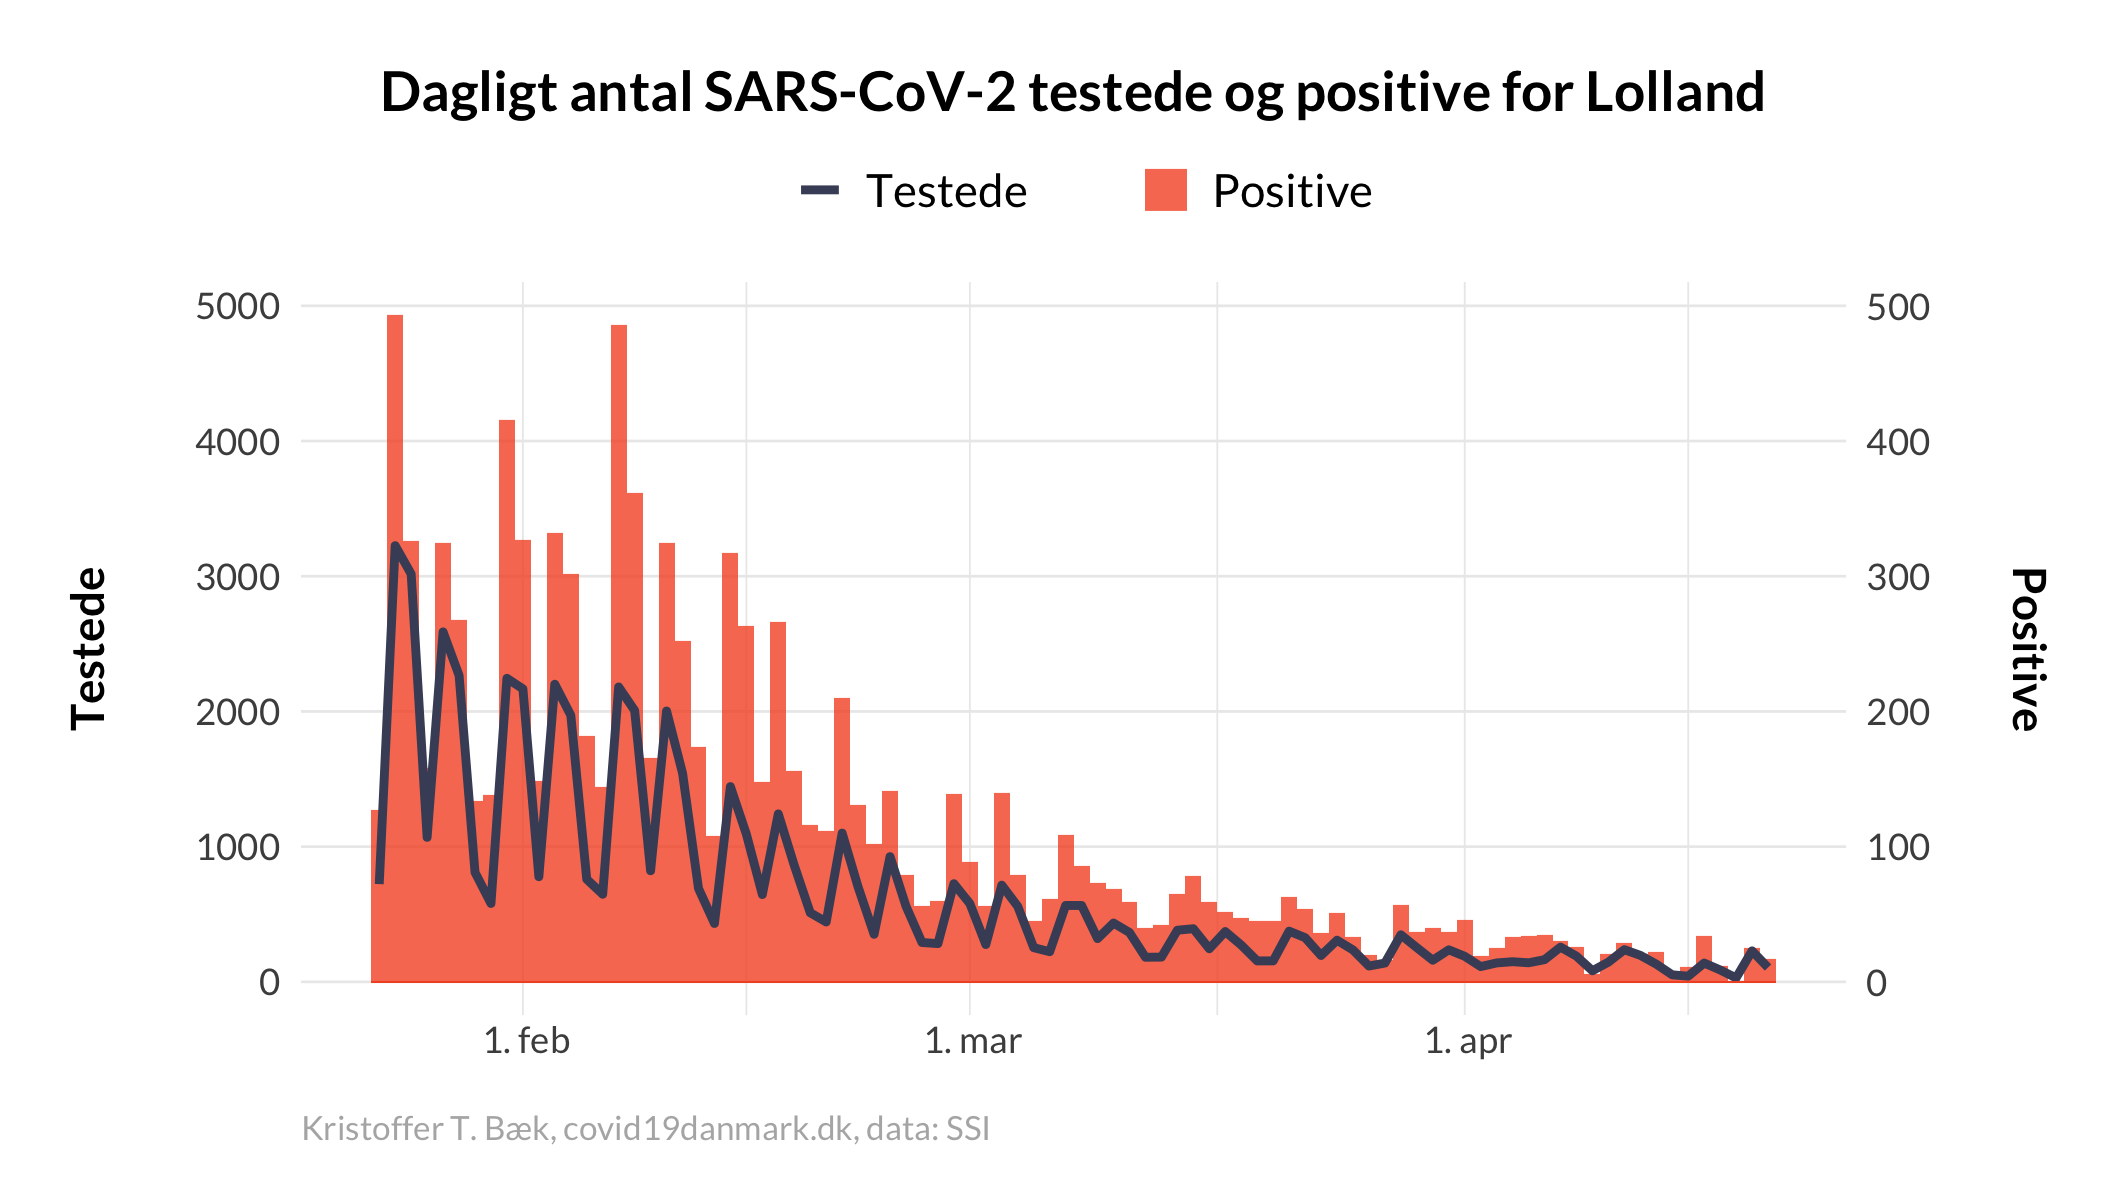 Dagligt antal SARS-CoV-2 testede og positive for Lolland
Testede
Positive
5000
4000
3000
2000
1000
0
Testede
500
400
300
200
100
0
Positive
1. feb
1. mar
1. apr
Kristoffer T. Bæk, covid19danmark.dk, data: SSI